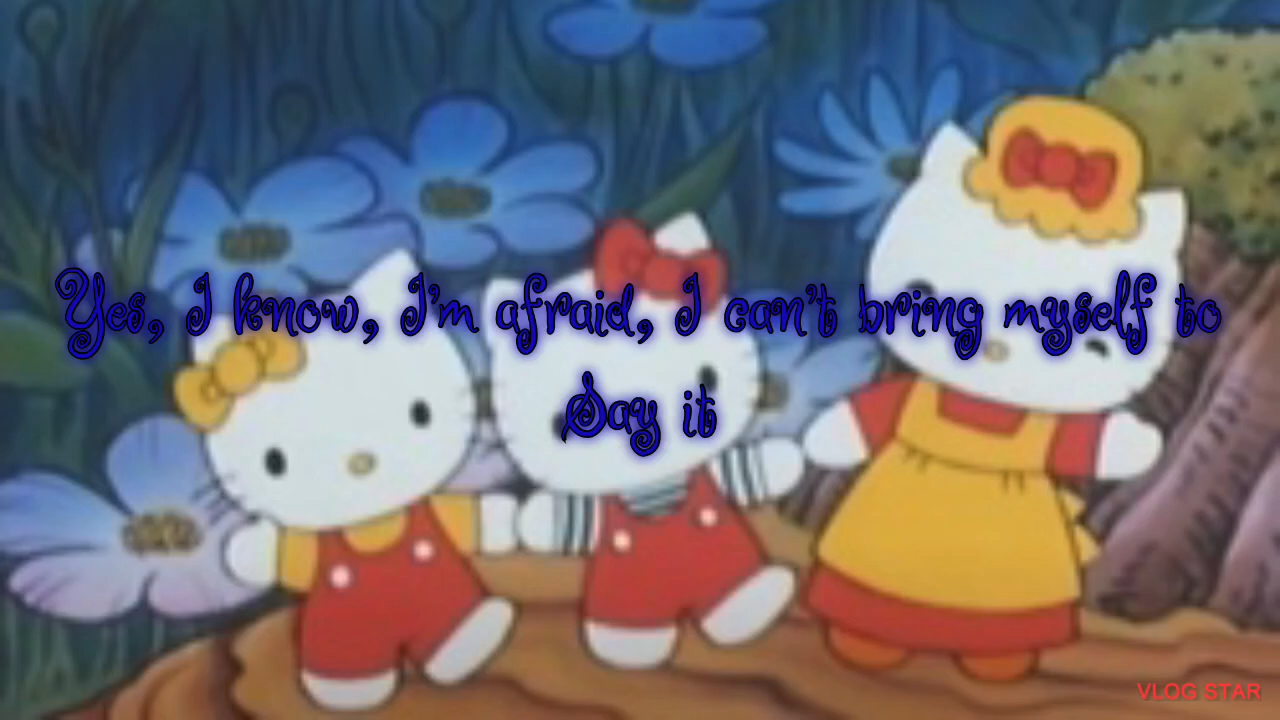 Yes, I know, I'm afraid, I can't bring myself to
Say it
VLOG STAR